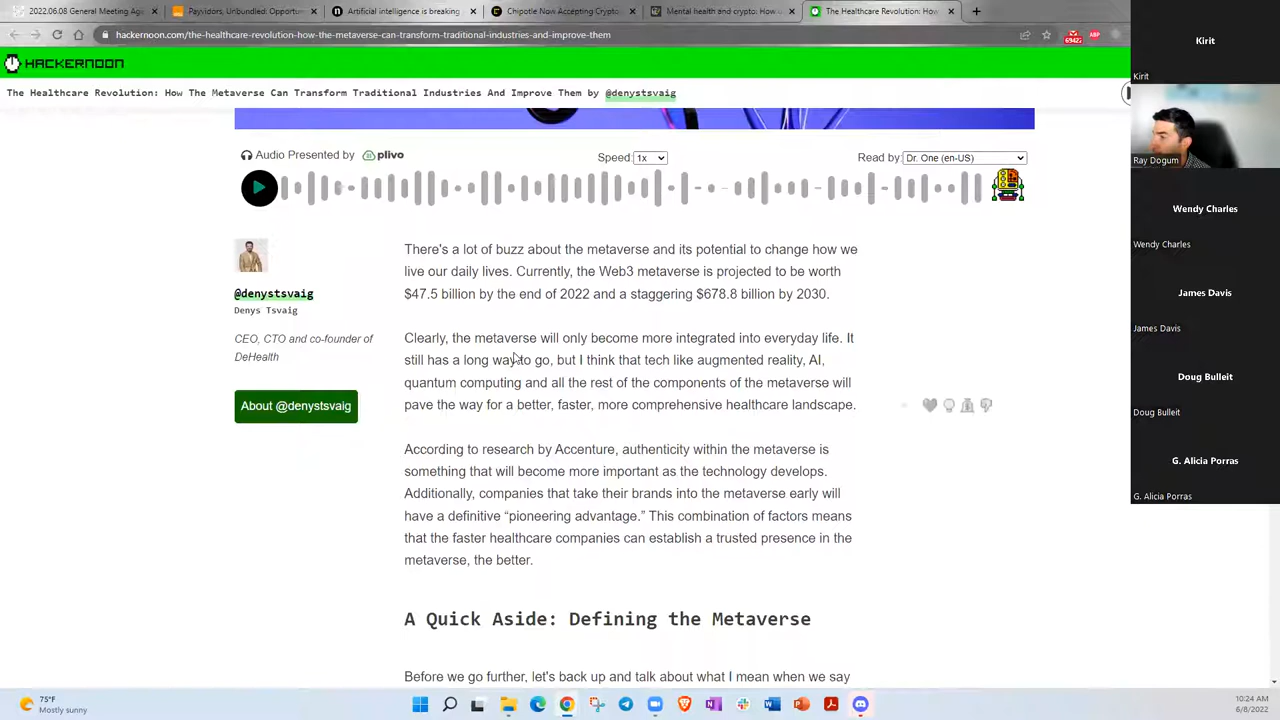 2022.06.08 General Meeting Age
Payvidors, Unbundled: Opportun
Artificial intelligence is breaking
Chipotle Now Accepting Crypto
Mental health and crypto: How
The Healthcare Revolution: How
hackernoon.com/the-healthcare-revolution-how-the-metaverse-can-transform-traditional-industries-and-improve-them
69422
ABP
HACKERNOON
The Healthcare Revolution: How The Metaverse Can Transform Traditional Industries And Improve Them by @denystsvaig
Audio Presented by plivo
Speed: 1x
Read by: Dr. One (en-US)
@denystsvaig
Denys Tsvaig
CEO, CTO and co-founder of
DeHealth
About @denystsvaig
There's a lot of buzz about the metaverse and its potential to change how we
live our daily lives. Currently, the Web3 metaverse is projected to be worth
$47.5 billion by the end of 2022 and a staggering $678.8 billion by 2030.
Clearly, the metaverse will only become more integrated into everyday life. It
still has a long way to go, but I think that tech like augmented reality, AI,
quantum computing and all the rest of the components of the metaverse will
pave the way for a better, faster, more comprehensive healthcare landscape.
According to research by Accenture, authenticity within the metaverse is
something that will become more important as the technology develops.
Additionally, companies that take their brands into the metaverse early will
have a definitive “pioneering advantage.” This combination of factors means
that the faster healthcare companies can establish a trusted presence in the
metaverse, the better.
A Quick Aside: Defining the Metaverse
Before we go further, let's back up and talk about what I mean when we say
Kirit
Kirit
Ray Dogum
Wendy Charles
Wendy Charles
James Davis
James Davis
Doug Bulleit
Doug Bulleit
G. Alicia Porras
G. Alicia Porras
75°F
Mostly sunny
10:24 AM
6/8/2022